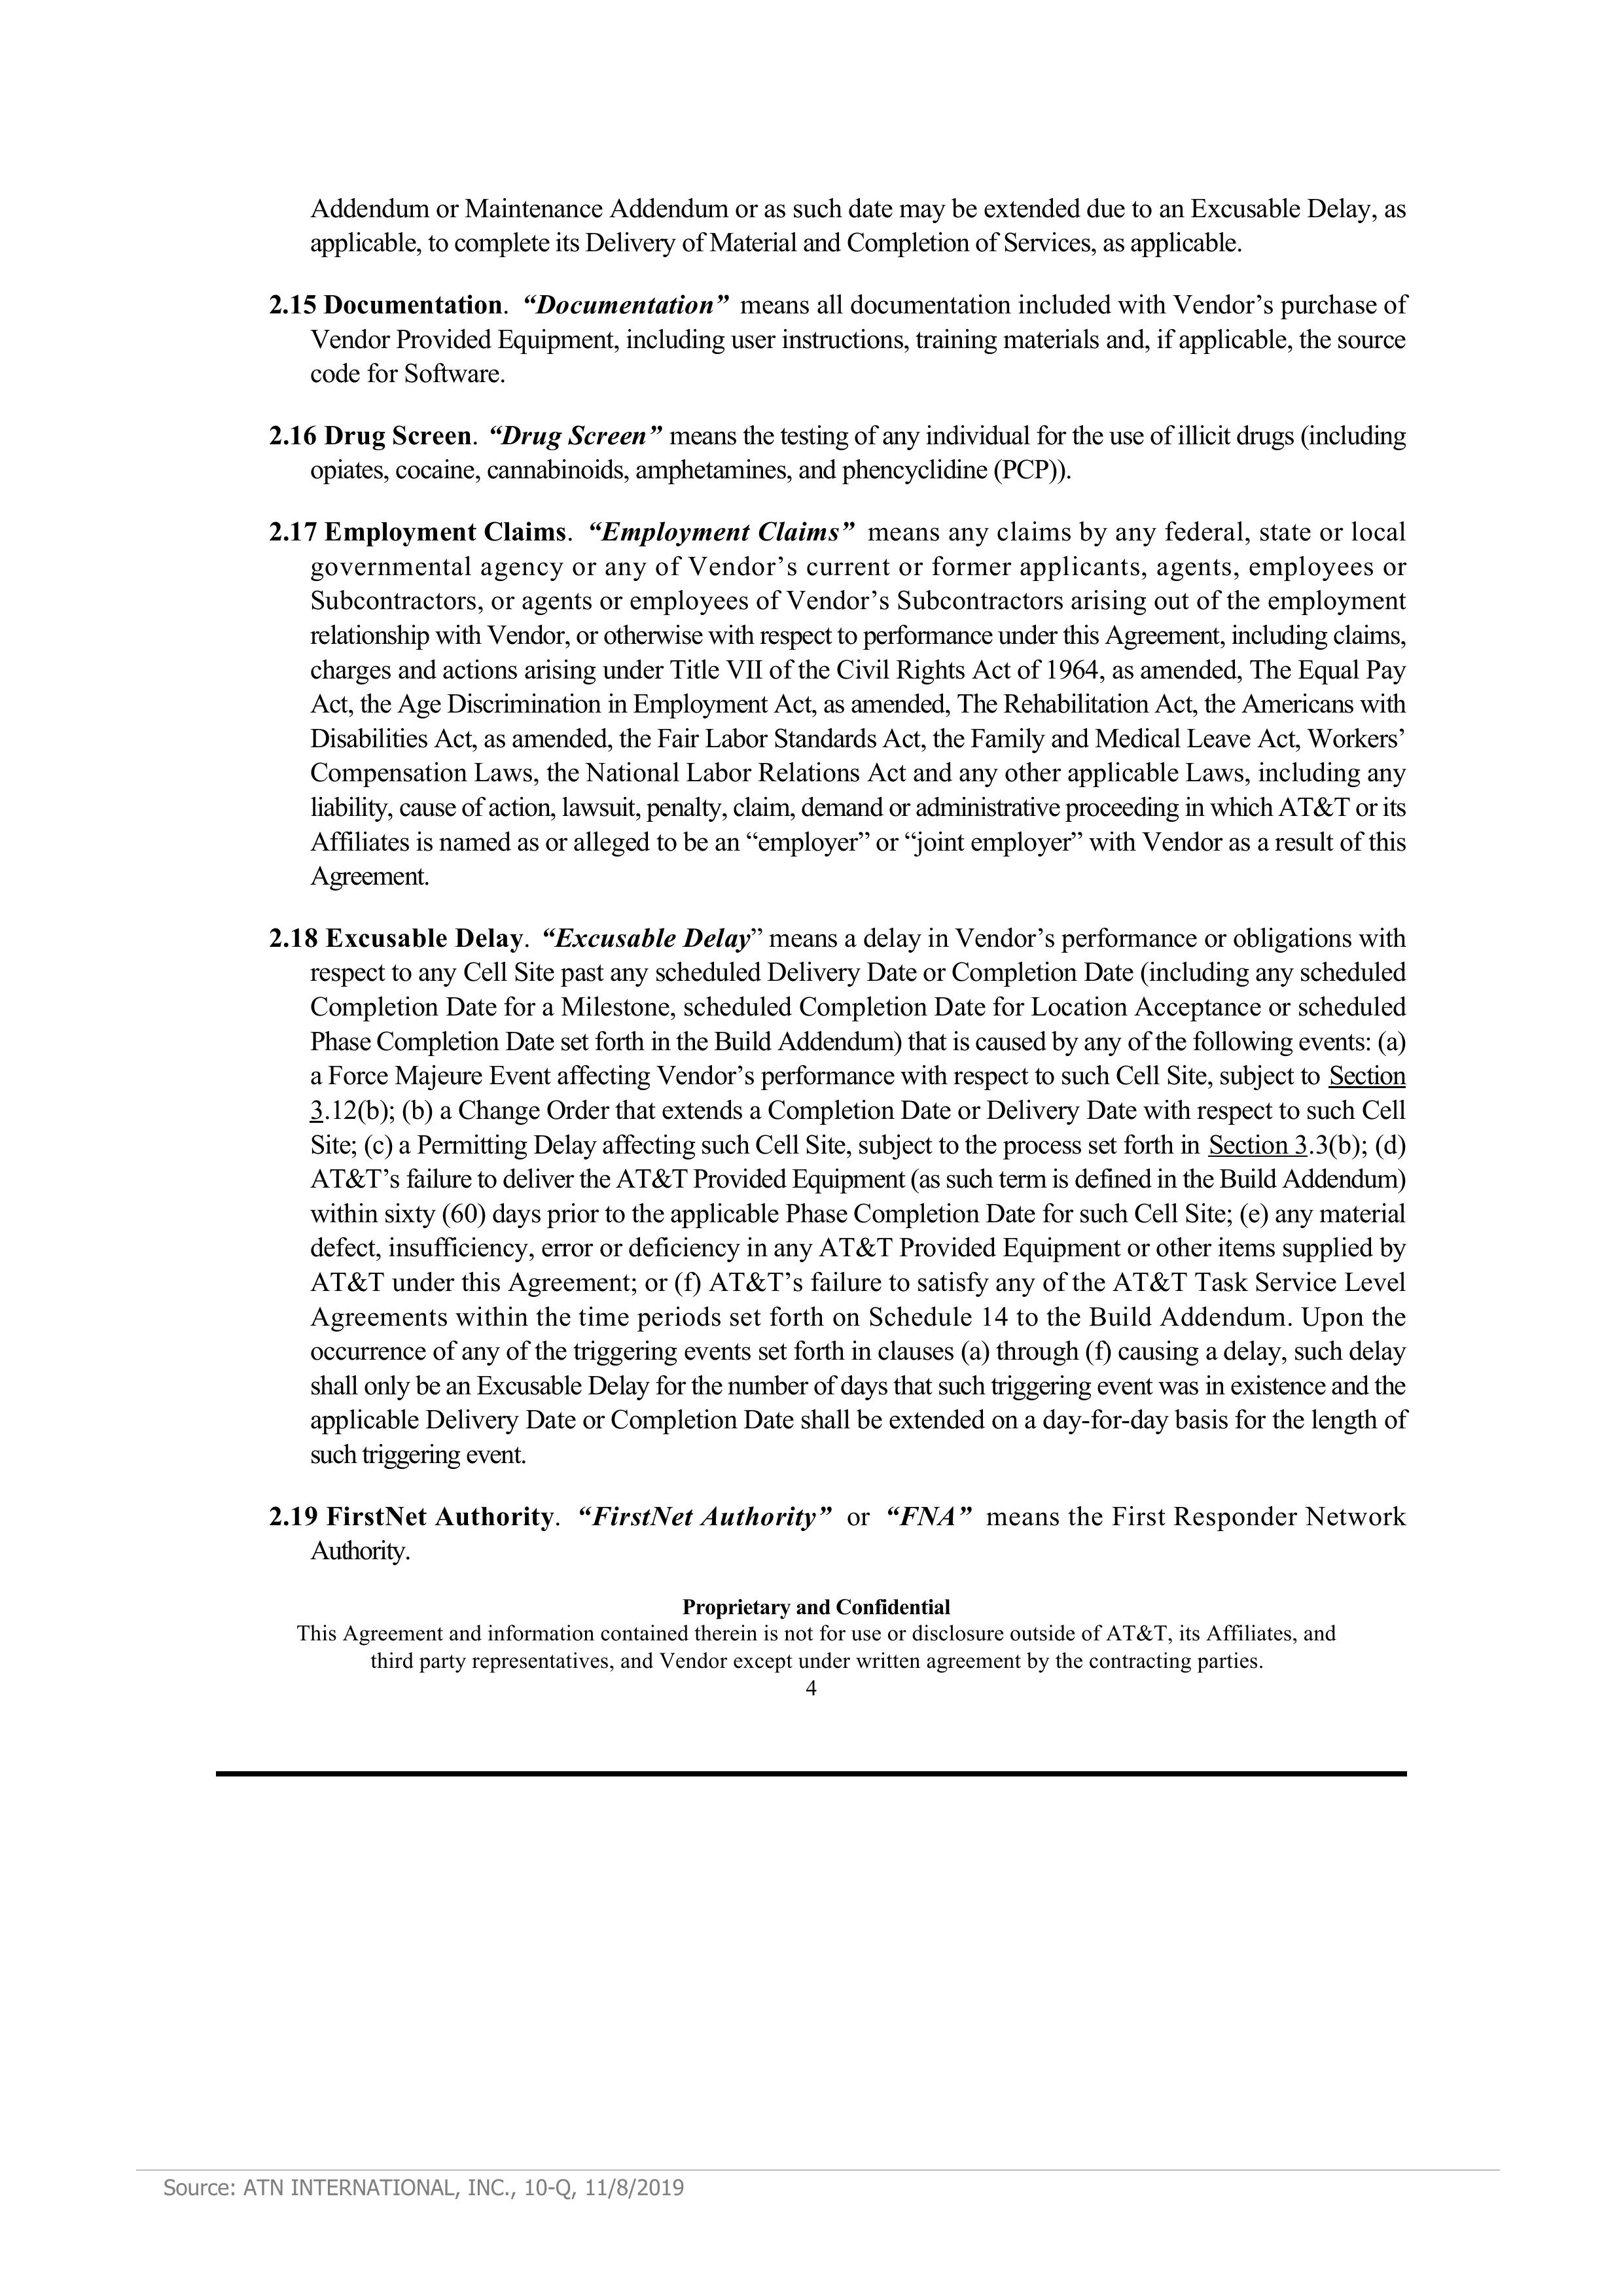 Addendum or Maintenance Addendum or as such date may be extended due to an Excusable Delay, as
applicable, to complete its Delivery of Material and Completion of Services, as applicable.
2.15 Documentation. “Documentation” means all documentation included with Vendor’s purchase of
Vendor Provided Equipment, including user instructions, training materials and, if applicable, the source
code for Software.
2.16 Drug Screen. “Drug Screen” means the testing of any individual for the use of illicit drugs (including
opiates, cocaine, cannabinoids, amphetamines, and phencyclidine (PCP)).
2.17 Employment Claims. “Employment Claims” means any claims by any federal, state or local
governmental agency or any of Vendor’s current or former applicants, agents, employees or
Subcontractors, or agents or employees of Vendor’s Subcontractors arising out of the employment
relationship with Vendor, or otherwise with respect to performance under this Agreement, including claims,
charges and actions arising under Title VII of the Civil Rights Act of 1964, as amended, The Equal Pay
Act, the Age Discrimination in Employment Act, as amended, The Rehabilitation Act, the Americans with
Disabilities Act, as amended, the Fair Labor Standards Act, the Family and Medical Leave Act, Workers’
Compensation Laws, the National Labor Relations Act and any other applicable Laws, including any
liability, cause of action, lawsuit, penalty, claim, demand or administrative proceeding in which AT&T or its
Affiliates is named as or alleged to be an “employer” or “joint employer” with Vendor as a result of this
Agreement.
2.18 Excusable Delay. “Excusable Delay” means a delay in Vendor’s performance or obligations with
respect to any Cell Site past any scheduled Delivery Date or Completion Date (including any scheduled
Completion Date for a Milestone, scheduled Completion Date for Location Acceptance or scheduled
Phase Completion Date set forth in the Build Addendum) that is caused by any of the following events: (a)
a Force Majeure Event affecting Vendor’s performance with respect to such Cell Site, subject to Section
3.12(b); (b) a Change Order that extends a Completion Date or Delivery Date with respect to such Cell
Site; (c) a Permitting Delay affecting such Cell Site, subject to the process set forth in Section 3.3(b); (d)
AT&T’s failure to deliver the AT&T Provided Equipment (as such term is defined in the Build Addendum)
within sixty (60) days prior to the applicable Phase Completion Date for such Cell Site; (e) any material
defect, insufficiency, error or deficiency in any AT&T Provided Equipment or other items supplied by
AT&T under this Agreement; or (f) AT&T’s failure to satisfy any of the AT&T Task Service Level
Agreements within the time periods set forth on Schedule 14 to the Build Addendum. Upon the
occurrence of any of the triggering events set forth in clauses (a) through (f) causing a delay, such delay
shall only be an Excusable Delay for the number of days that such triggering event was in existence and the
applicable Delivery Date or Completion Date shall be extended on a day-for-day basis for the length of
such triggering event.
2.19 FirstNet Authority. “FirstNet Authority” or “FNA” means the First Responder Network
Authority.
Proprietary and Confidential
This Agreement and information contained therein is not for use or disclosure outside of AT&T, its Affiliates, and
third party representatives, and Vendor except under written agreement by the contracting parties.
4
Source: ATN INTERNATIONAL, INC., 10-Q, 11/8/2019